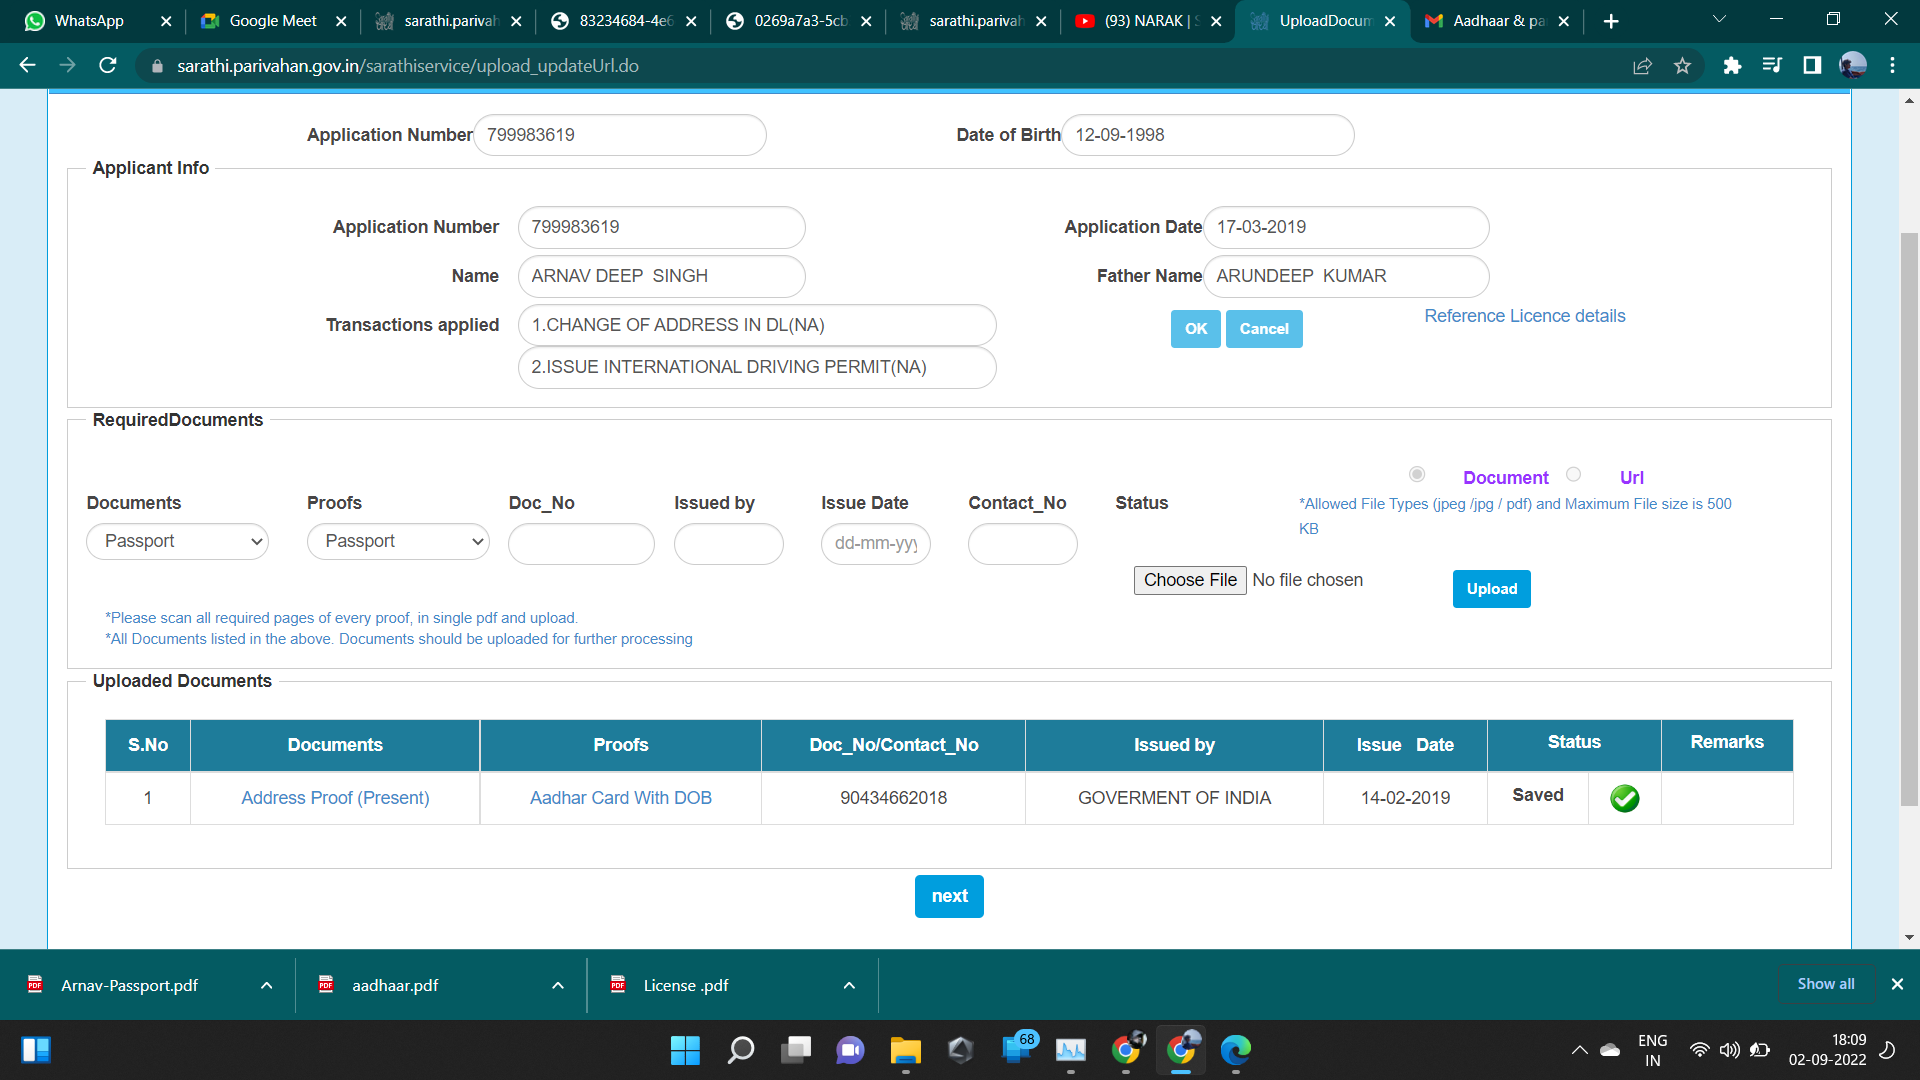 WhatsApp
Google Meet
sarathi.parivah
83234684-4e6
0269a7a3-5cb
sarathi.parivah
(93) NARAK | S
UploadDocum
Aadhaar & pa
sarathi.parivahan.gov.in/sarathiservice/upload_updateUrl.do
Application Number 799983619 Date of Birth 12-09-1998
Applicant Info
Application Number 799983619 Application Date 17-03-2019
Name ARNAV DEEP SINGH Father Name ARUNDEEP KUMAR
Transactions applied 1.CHANGE OF ADDRESS IN DL(NA) OK Cancel Reference Licence details
2.ISSUE INTERNATIONAL DRIVING PERMIT(NA)
RequiredDocuments
Document Url
Documents Proofs Doc_No Issued by Issue Date Contact_No Status
*Allowed File Types (jpeg /jpg / pdf) and Maximum File size is 500
KB
Passport Passport dd-mm-yyy
Choose File No file chosen Upload
*Please scan all required pages of every proof, in single pdf and upload.
*All Documents listed in the above. Documents should be uploaded for further processing
Uploaded Documents
S.No Documents Proofs Doc_No/Contact_No Issued by Issue Date Status Remarks
1 Address Proof (Present) Aadhar Card With DOB 90434662018 GOVERMENT OF INDIA 14-02-2019 Saved
next
PDF Arnav-Passport.pdf PDF aadhaar.pdf PDF License .pdf Show all
68
ENG
IN
18:09
02-09-2022